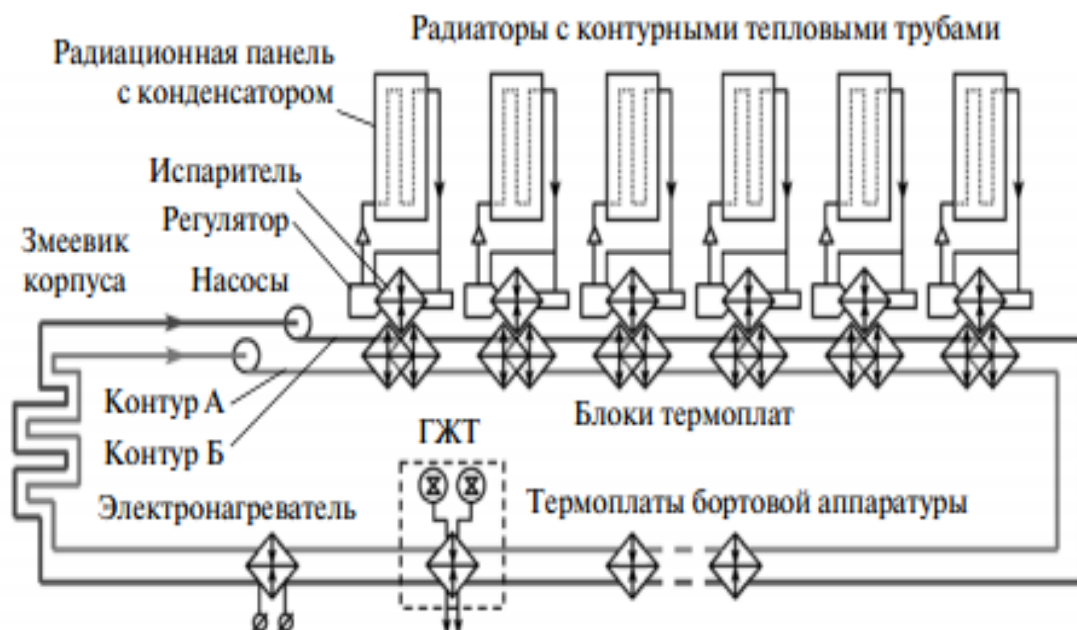 Радиаторы с контурными тепловыми трубами
Радиационная панель
с конденсатором
Испаритель
Регулятор
Змеевик
корпуса
Насосы
Контур А
Контур Б
Блоки термоплат
ГЖТ
Электронагреватель
Термоплаты бортовой аппаратуры